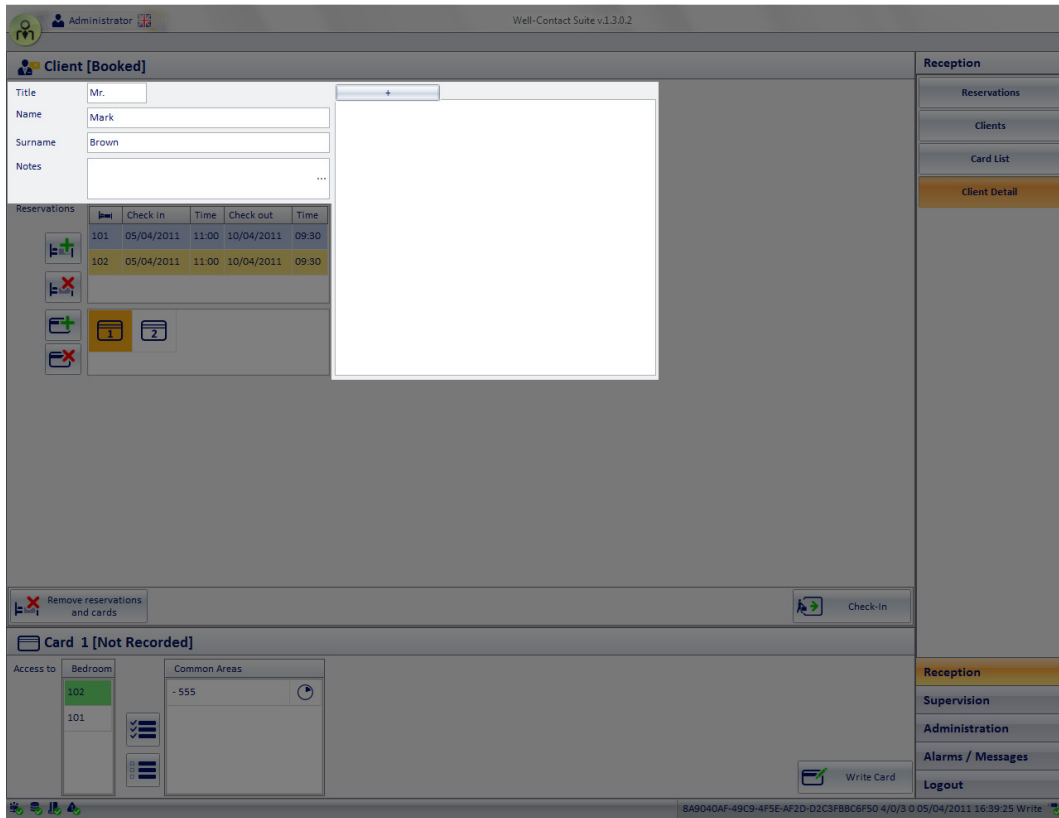 Administrator
Well-Contact Suite v.1.3.0.2
Client [Booked]
Title Mr.
+
Name Mark
Surname Brown
Notes ...
Reservations
Check in Time Check out Time
101 05/04/2011 11:00 10/04/2011 09:30
102 05/04/2011 11:00 10/04/2011 09:30
1 2
Remove reservations
and cards
Check-In
Card 1 [Not Recorded]
Access to Bedroom Common Areas
102 - 555
101
Write Card
Reception
Reservations
Clients
Card List
Client Detail
Reception
Supervision
Administration
Alarms / Messages
Logout
8A9040AF-49C9-4F5E-AF2D-D2C3FBBC6F50 4/0/3 0 05/04/2011 16:39:25 Write